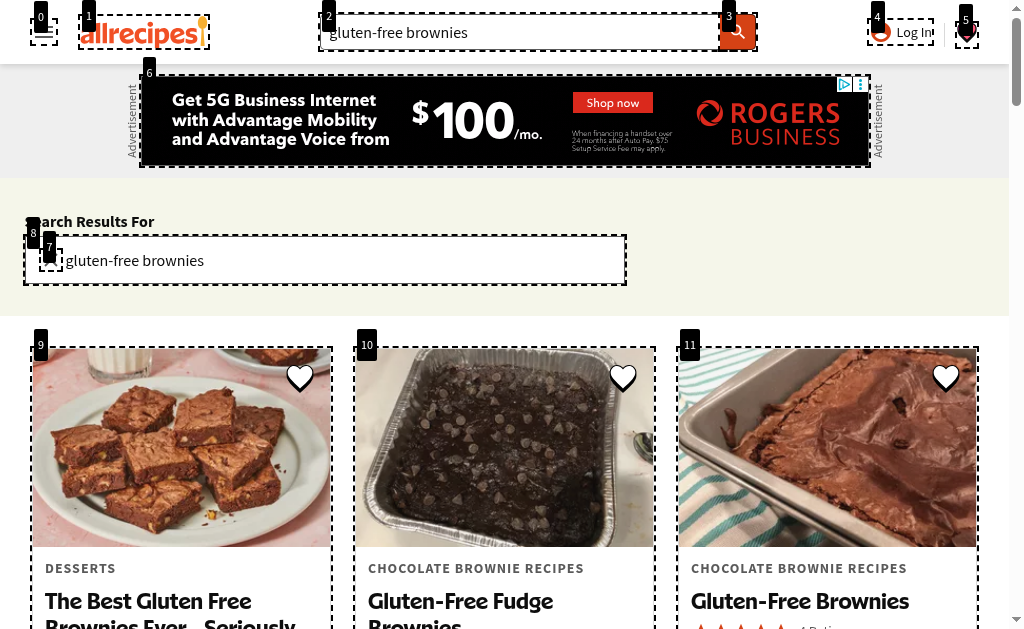 0
1
2
3
4
5
allrecipes
gluten-free brownies
Log In
6
Advertisement
Get 5G Business Internet
with Advantage Mobility
and Advantage Voice from
$100/mo.
Shop now
When financing a handset over
24 months after Auto Pay. $75
Setup Service Fee may apply.
ROGERS
BUSINESS
Advertisement
Search Results For
8
7
gluten-free brownies
9
10
11
DESSERTS
The Best Gluten Free
Brownies Ever - Seriously
CHOCOLATE BROWNIE RECIPES
Gluten-Free Fudge
Brownies
CHOCOLATE BROWNIE RECIPES
Gluten-Free Brownies